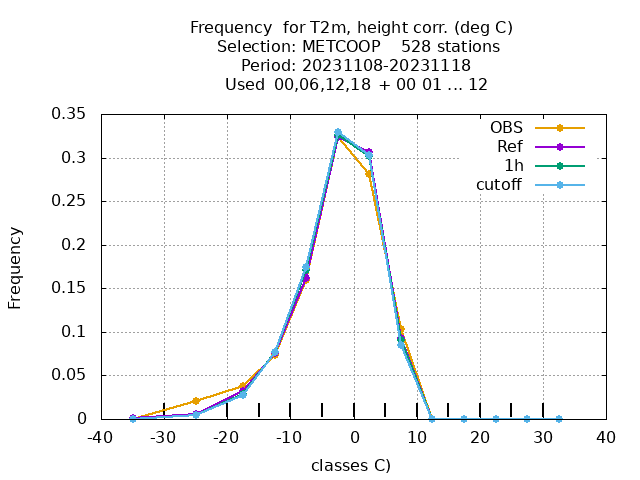 Frequency  for T2m, height corr. (deg C)
Selection: METCOOP    528 stations
Period: 20231108-20231118
Used  00,06,12,18 + 00 01 ... 12
0.35
0.3
0.25
0.2
0.15
0.1
0.05
0
Frequency
OBS
Ref
1h
cutoff
-40 -30 -20 -10 0 10 20 30 40
classes C)